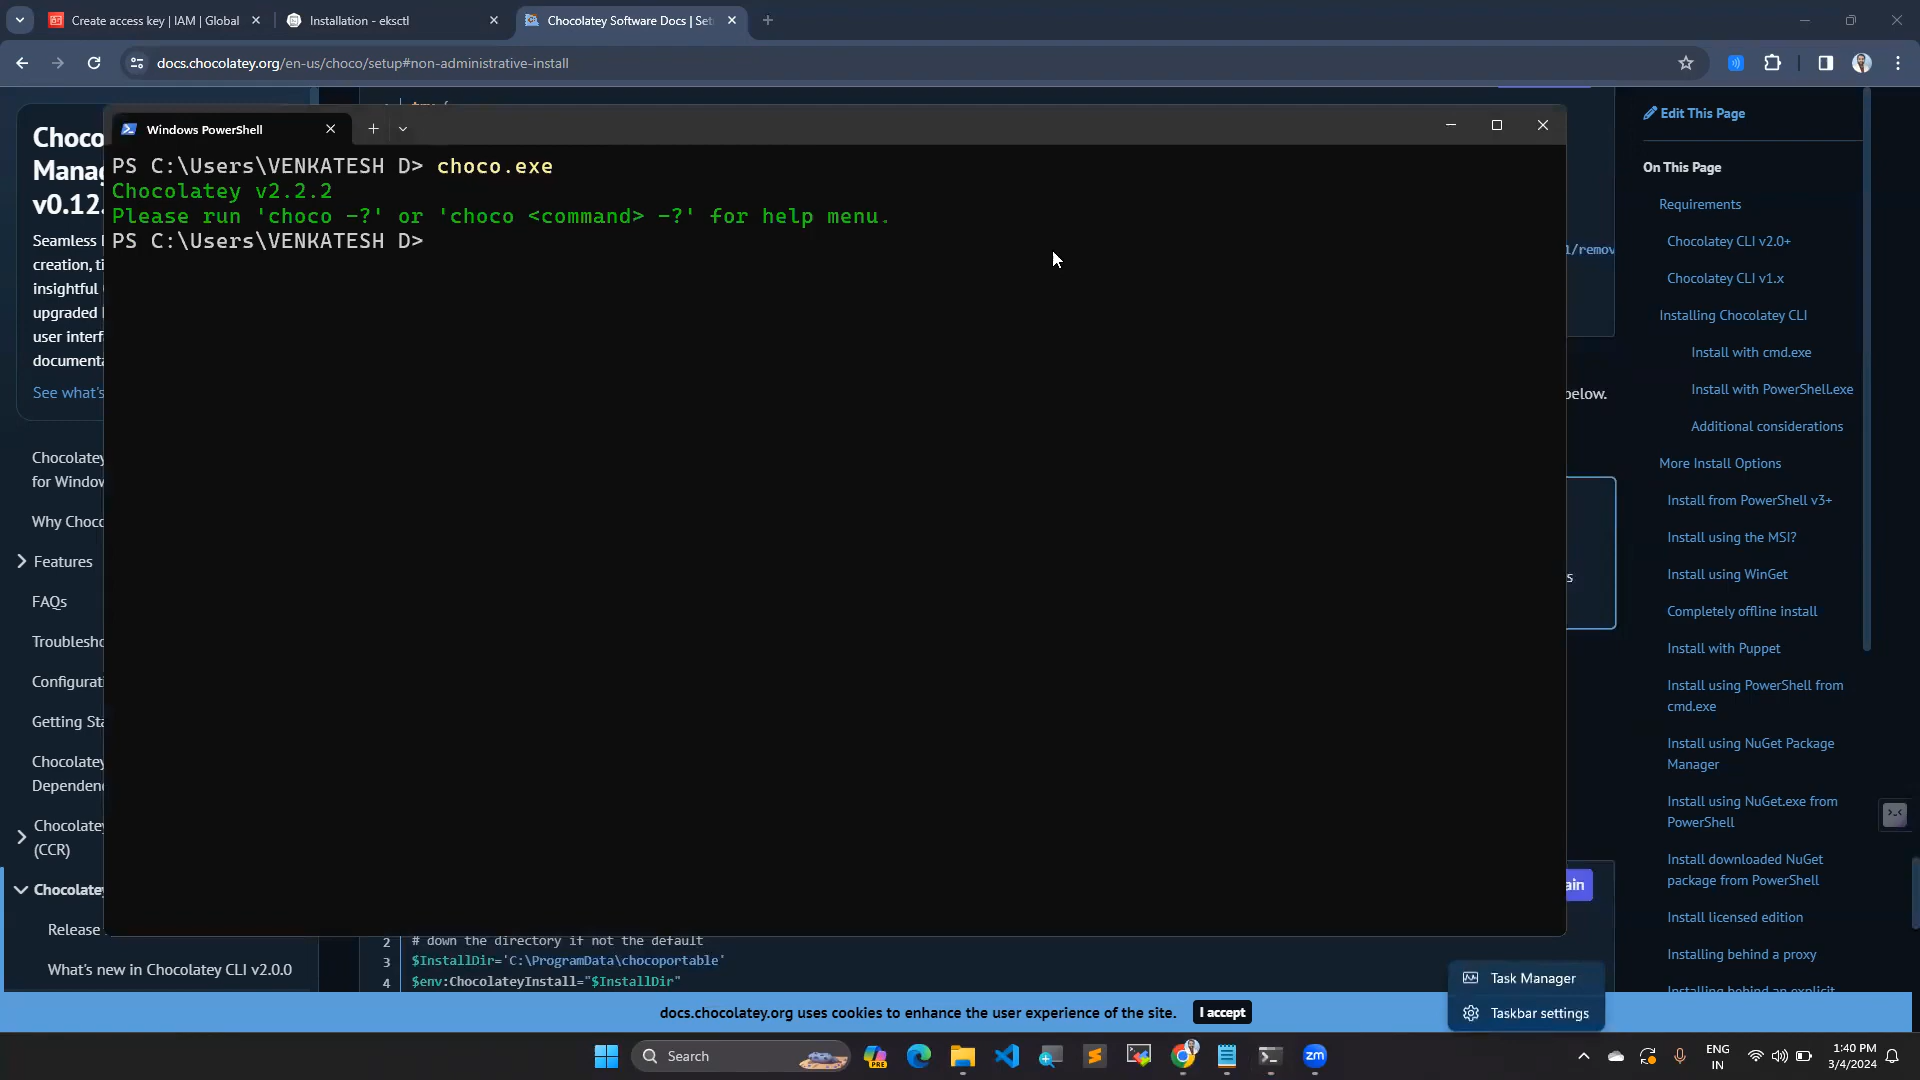 Create access key | IAM | Global
Installation - eksctl
Chocolatey Software Docs | Set
docs.chocolatey.org/en-us/choco/setup#non-administrative-install
Windows PowerShell
PS C:\Users\VENKATESH D> choco.exe
Chocolatey v2.2.2
Please run 'choco -?' or 'choco <command> -?' for help menu.
PS C:\Users\VENKATESH D>
Choco
Manag
v0.12.
Seamless
creation, ti
insightful
upgraded
user interf
documenta
See what's
Chocolatey
for Window
Why Choco
Features
FAQs
Troublesho
Configurati
Getting Sta
Chocolatey
Dependenc
Chocolatey
(CCR)
Chocolatey
Release
What's new in Chocolatey CLI v2.0.0
l/remov
below.
s
ain
2 # down the directory if not the default
3 $InstallDir='C:\ProgramData\chocoportable'
4 $env:ChocolateyInstall="$InstallDir"
Edit This Page
On This Page
Requirements
Chocolatey CLI v2.0+
Chocolatey CLI v1.x
Installing Chocolatey CLI
Install with cmd.exe
Install with PowerShell.exe
Additional considerations
More Install Options
Install from PowerShell v3+
Install using the MSI?
Install using WinGet
Completely offline install
Install with Puppet
Install using PowerShell from
cmd.exe
Install using NuGet Package
Manager
Install using NuGet.exe from
PowerShell
Install downloaded NuGet
package from PowerShell
Install licensed edition
Installing behind a proxy
Installing behind an explicit
Task Manager
Taskbar settings
docs.chocolatey.org uses cookies to enhance the user experience of the site.
I accept
Search
PRE
zm
ENG
IN
1:40 PM
3/4/2024